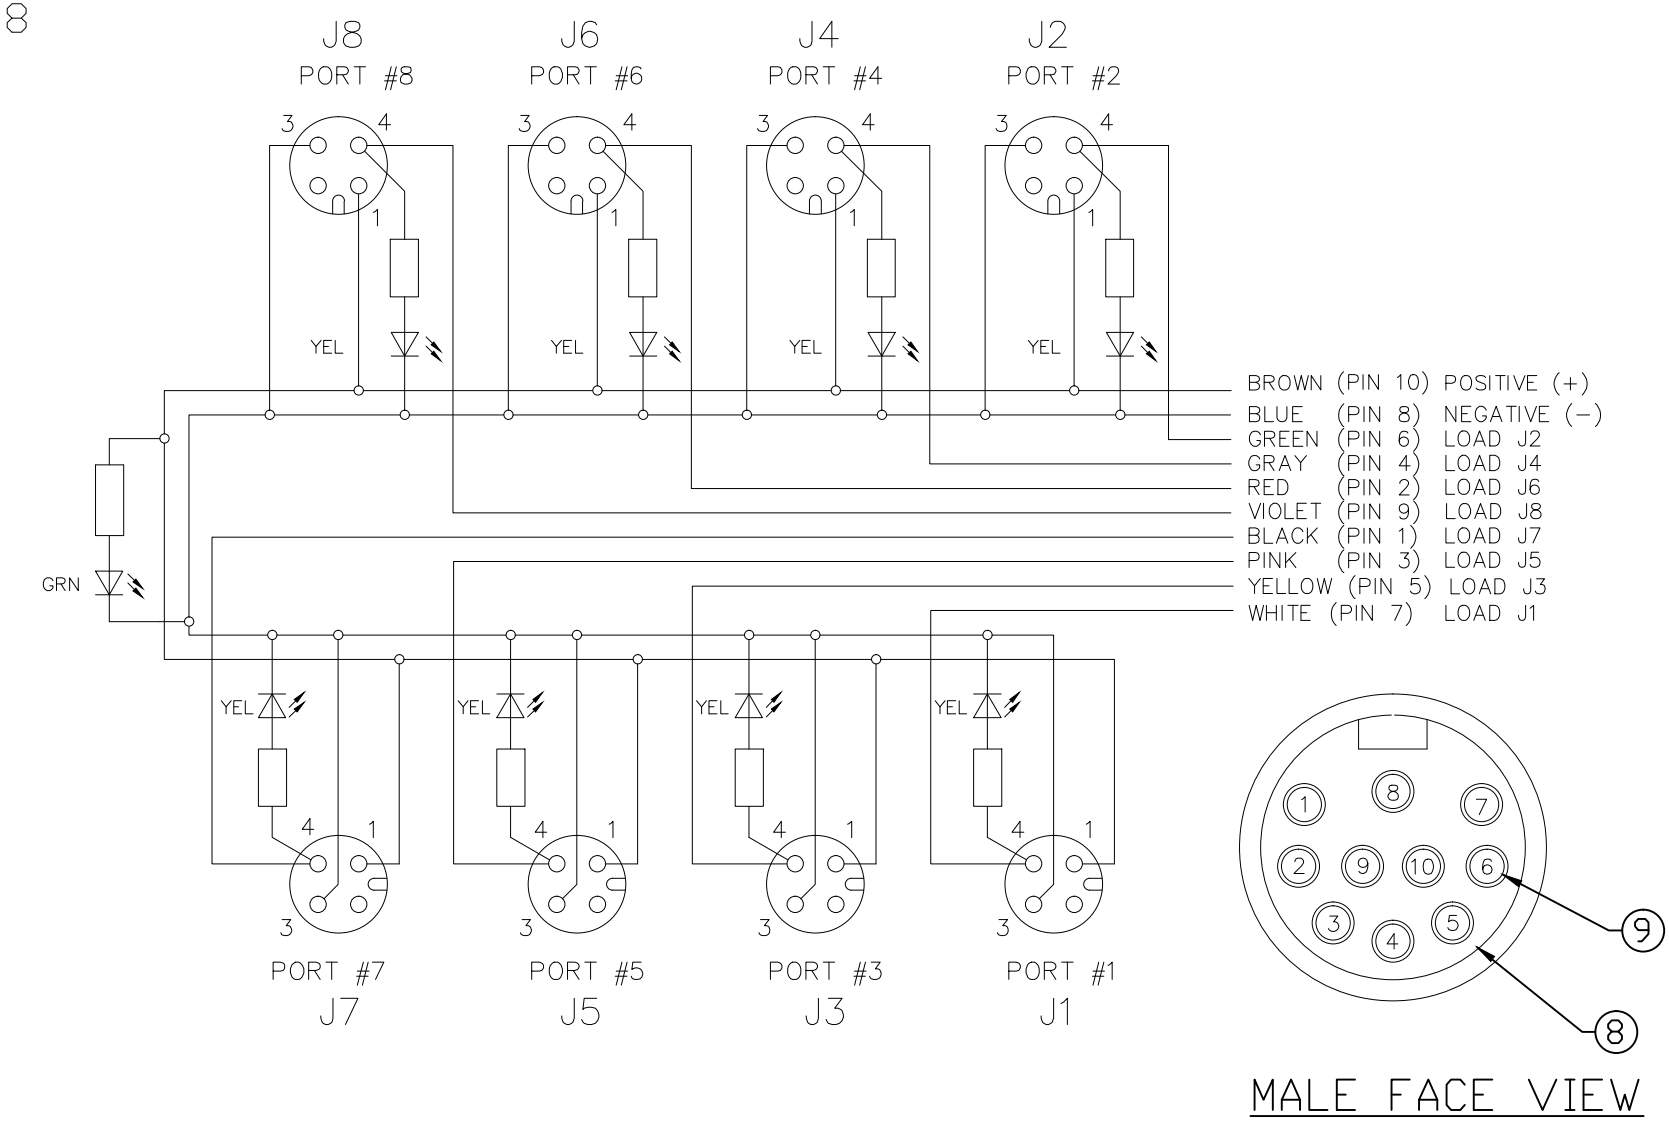 8
J8 J6 J4 J2
PORT #8 PORT #6 PORT #4 PORT #2
3 4 3 4 3 4 3 4
1 1 1 1
YEL YEL YEL YEL
BROWN (PIN 10) POSITIVE (+)
BLUE (PIN 8) NEGATIVE (-)
GREEN (PIN 6) LOAD J2
GRAY (PIN 4) LOAD J4
RED (PIN 2) LOAD J6
VIOLET (PIN 9) LOAD J8
BLACK (PIN 1) LOAD J7
PINK (PIN 3) LOAD J5
YELLOW (PIN 5) LOAD J3
WHITE (PIN 7) LOAD J1
GRN
YEL YEL YEL YEL
4 1 4 1 4 1 4 1
3 3 3 3
PORT #7 PORT #5 PORT #3 PORT #1
J7 J5 J3 J1
1 8 7
2 9 10 6
3 4 5
9
8
MALE FACE VIEW